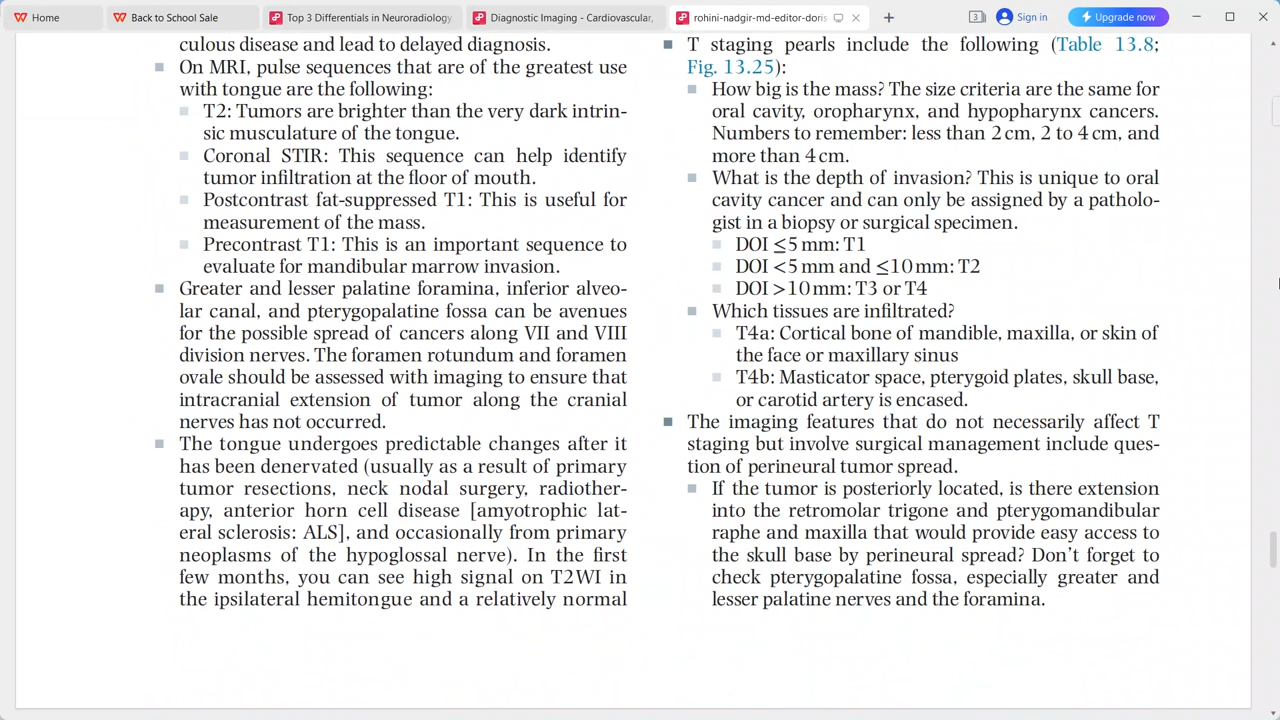 Home
Back to School Sale
Top 3 Differentials in Neuroradiology
Diagnostic Imaging - Cardiovascular,
rohini-nadgir-md-editor-doris
3
Sign in
Upgrade now
culous disease and lead to delayed diagnosis.
On MRI, pulse sequences that are of the greatest use
with tongue are the following:
T2: Tumors are brighter than the very dark intrin-
sic musculature of the tongue.
Coronal STIR: This sequence can help identify
tumor infiltration at the floor of mouth.
Postcontrast fat-suppressed T1: This is useful for
measurement of the mass.
Precontrast T1: This is an important sequence to
evaluate for mandibular marrow invasion.
Greater and lesser palatine foramina, inferior alveo-
lar canal, and pterygopalatine fossa can be avenues
for the possible spread of cancers along VII and VIII
division nerves. The foramen rotundum and foramen
ovale should be assessed with imaging to ensure that
intracranial extension of tumor along the cranial
nerves has not occurred.
The tongue undergoes predictable changes after it
has been denervated (usually as a result of primary
tumor resections, neck nodal surgery, radiother-
apy, anterior horn cell disease [amyotrophic lat-
eral sclerosis: ALS], and occasionally from primary
neoplasms of the hypoglossal nerve). In the first
few months, you can see high signal on T2WI in
the ipsilateral hemitongue and a relatively normal
T staging pearls include the following (Table 13.8;
Fig. 13.25):
How big is the mass? The size criteria are the same for
oral cavity, oropharynx, and hypopharynx cancers.
Numbers to remember: less than 2 cm, 2 to 4 cm, and
more than 4 cm.
What is the depth of invasion? This is unique to oral
cavity cancer and can only be assigned by a patholo-
gist in a biopsy or surgical specimen.
DOI ≤5 mm: T1
DOI <5 mm and ≤10 mm: T2
DOI >10 mm: T3 or T4
Which tissues are infiltrated?
T4a: Cortical bone of mandible, maxilla, or skin of
the face or maxillary sinus
T4b: Masticator space, pterygoid plates, skull base,
or carotid artery is encased.
The imaging features that do not necessarily affect T
staging but involve surgical management include ques-
tion of perineural tumor spread.
If the tumor is posteriorly located, is there extension
into the retromolar trigone and pterygomandibular
raphe and maxilla that would provide easy access to
the skull base by perineural spread? Don't forget to
check pterygopalatine fossa, especially greater and
lesser palatine nerves and the foramina.